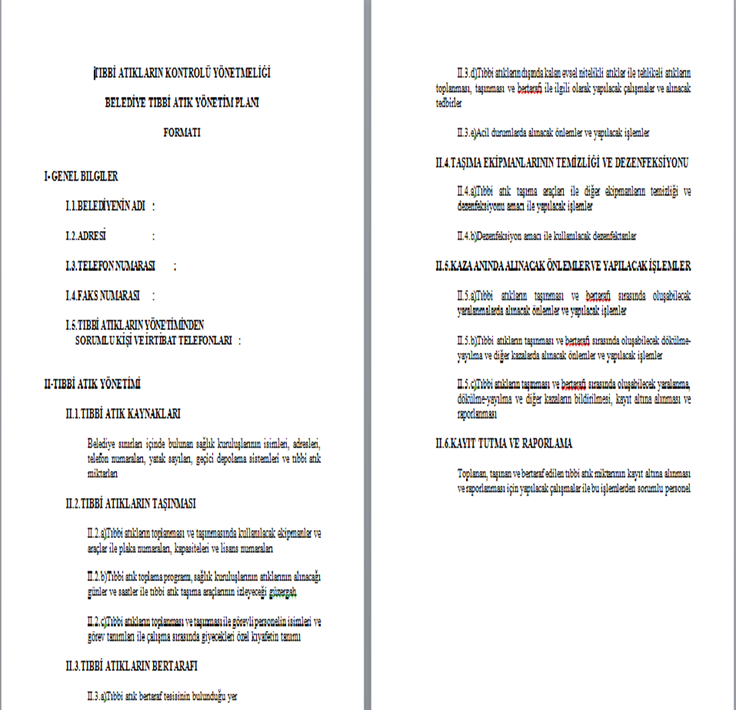 TIBBİ ATIKLARIN KONTROLÜ YÖNETMELİĞİ
BELEDİYE TIBBİ ATIK YÖNETİM PLANI
FORMATI
I- GENEL BILGILER
I.1.BELEDİYENİN ADI :
I.2.ADRESİ :
I.3.TELEFON NUMARASI :
I.4.FAKS NUMARASI :
I.5.TIBBİ ATIKLARIN YÖNETİMİNDEN
SORUMLU KİŞİ VE İRTİBAT TELEFONLARI :
II-TIBBİ ATIK YÖNETİMİ
II.1.TIBBİ ATIK KAYNAKLARI
Belediye sınırları içinde bulunan sağlık kuruluşlarının isimleri, adresleri,
telefon numaraları, yatak sayıları, geçici depolama sistemleri ve tıbbi atık
miktarları
II.2.TIBBİ ATIKLARIN TAŞINMASI
II.2.a)Tıbbi atıkların toplanması ve taşınmasında kullanılacak ekipmanlar ve
araçlar ile plaka numaraları, kapasiteleri ve lisans numaraları
II.2.b)Tıbbi atık toplama programı, sağlık kuruluşlarının atıklarının alınacağı
günler ve saatler ile tıbbi atık taşıma araçlarının izleyeceği güzergah
II.2.c)Tıbbi atıkların toplanması ve taşınması ile görevli personelin isimleri ve
görev tanımları ile çalışma sırasında giyecekleri özel kıyafetin tanımı
II.3.TIBBİ ATIKLARIN BERTARAFI
II.3.a)Tıbbi atık bertaraf tesisinin bulunduğu yer
II.3.d)Tıbbi atıkların dışında kalan evsel nitelikli atıklar ile tehlikeli atıkların
toplanması, taşınması ve bertarafı ile ilgili olarak yapılacak çalışmalar ve alınacak
tedbirler
II.3.e)Acil durumlarda alınacak önlemler ve yapılacak işlemler
II.4.TAŞIMA EKİPMANLARININ TEMİZLİĞİ VE DEZENFEKSİYONU
II.4.a)Tıbbi atık taşıma araçları ile diğer ekipmanların temizliği ve
dezenfeksiyonu amacı ile yapılacak işlemler
II.4.b)Dezenfeksiyon amacı ile kullanılacak dezenfektanlar
II.5.KAZA ANINDA ALINACAK ÖNLEMLER VE YAPILACAK İŞLEMLER
II.5.a)Tıbbi atıkların taşınması ve bertarafı sırasında oluşabilecek
yaralanmalarda alınacak önlemler ve yapılacak işlemler
II.5.b)Tıbbi atıkların taşınması ve bertarafı sırasında oluşabilecek dökülme-
yayılma ve diğer kazalarda alınacak önlemler ve yapılacak işlemler
II.5.c)Tıbbi atıkların taşınması ve bertarafı sırasında oluşabilecek yaralanma,
dökülme-yayılma ve diğer kazaların bildirilmesi, kayıt altına alınması ve
raporlanması
II.6.KAYIT TUTMA VE RAPORLAMA
Toplanan, taşınan ve bertaraf edilen tıbbi atık miktarının kayıt altına alınması
ve raporlanması için yapılacak çalışmalar ile bu işlemlerden sorumlu personel